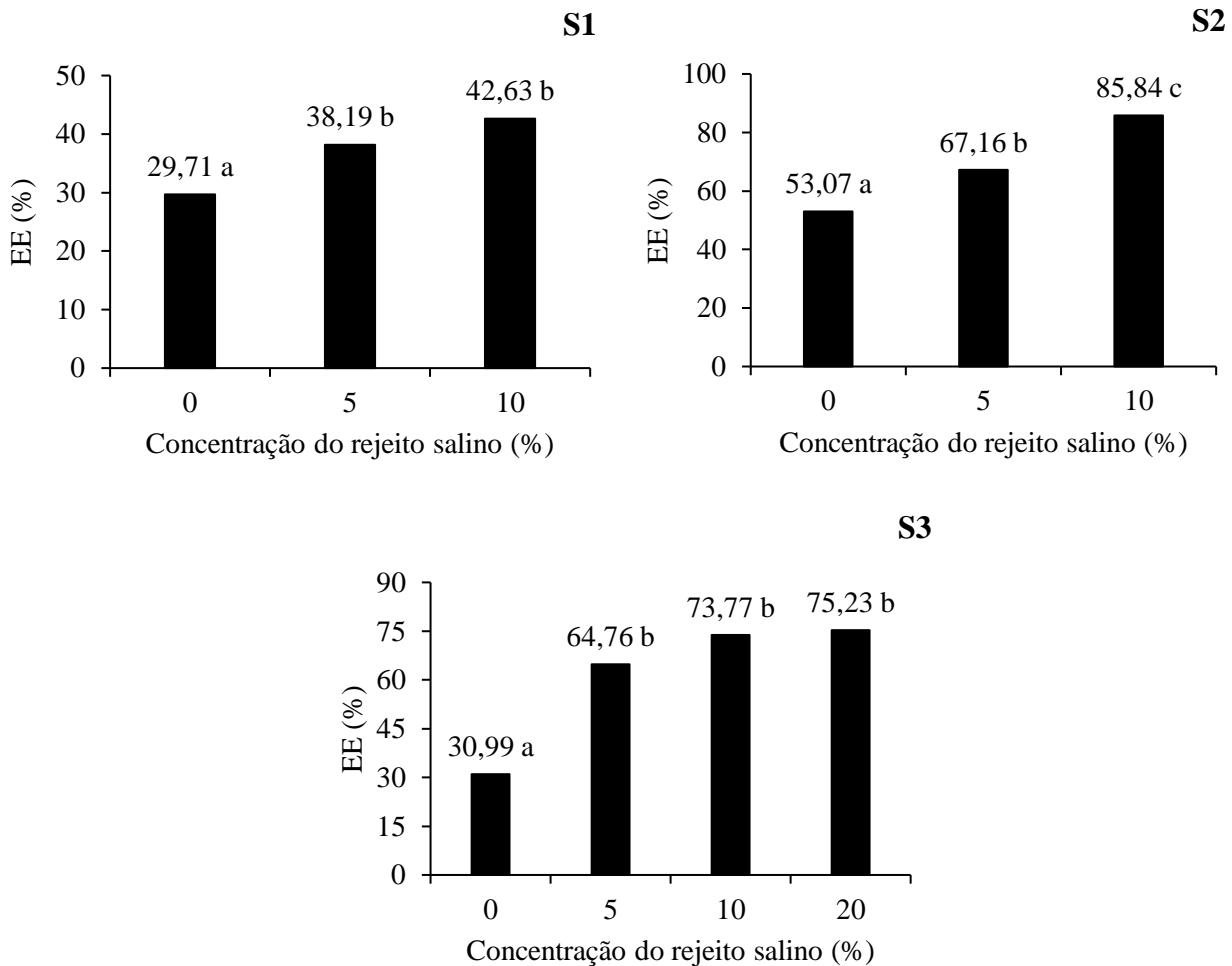 S1
EE (%)
50
40
30
20
10
0
29,71 a
38,19 b
42,63 b
0 5 10
Concentração do rejeito salino (%)
S2
EE (%)
100
80
60
40
20
0
53,07 a
67,16 b
85,84 c
0 5 10
Concentração do rejeito salino (%)
S3
EE (%)
90
75
60
45
30
15
0
30,99 a
64,76 b
73,77 b
75,23 b
0 5 10 20
Concentração do rejeito salino (%)